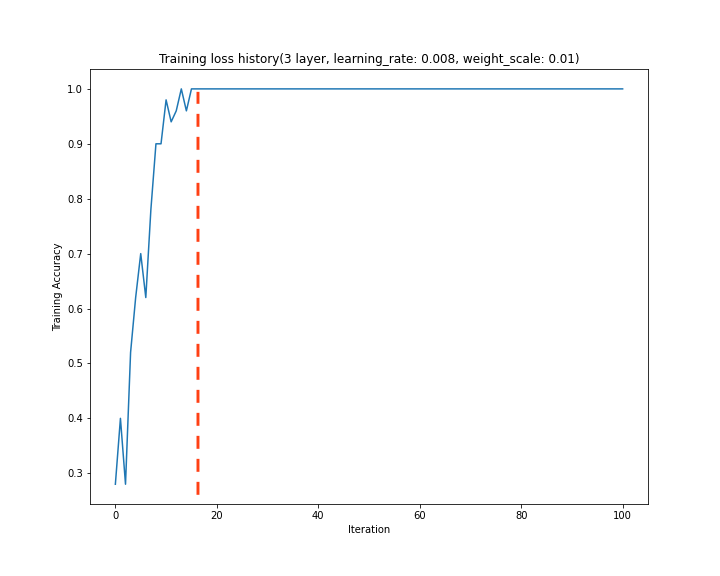 Training loss history(3 layer, learning_rate: 0.008, weight_scale: 0.01)
Training Accuracy
1.0
0.9
0.8
0.7
0.6
0.5
0.4
0.3
0 20 40 60 80 100
Iteration